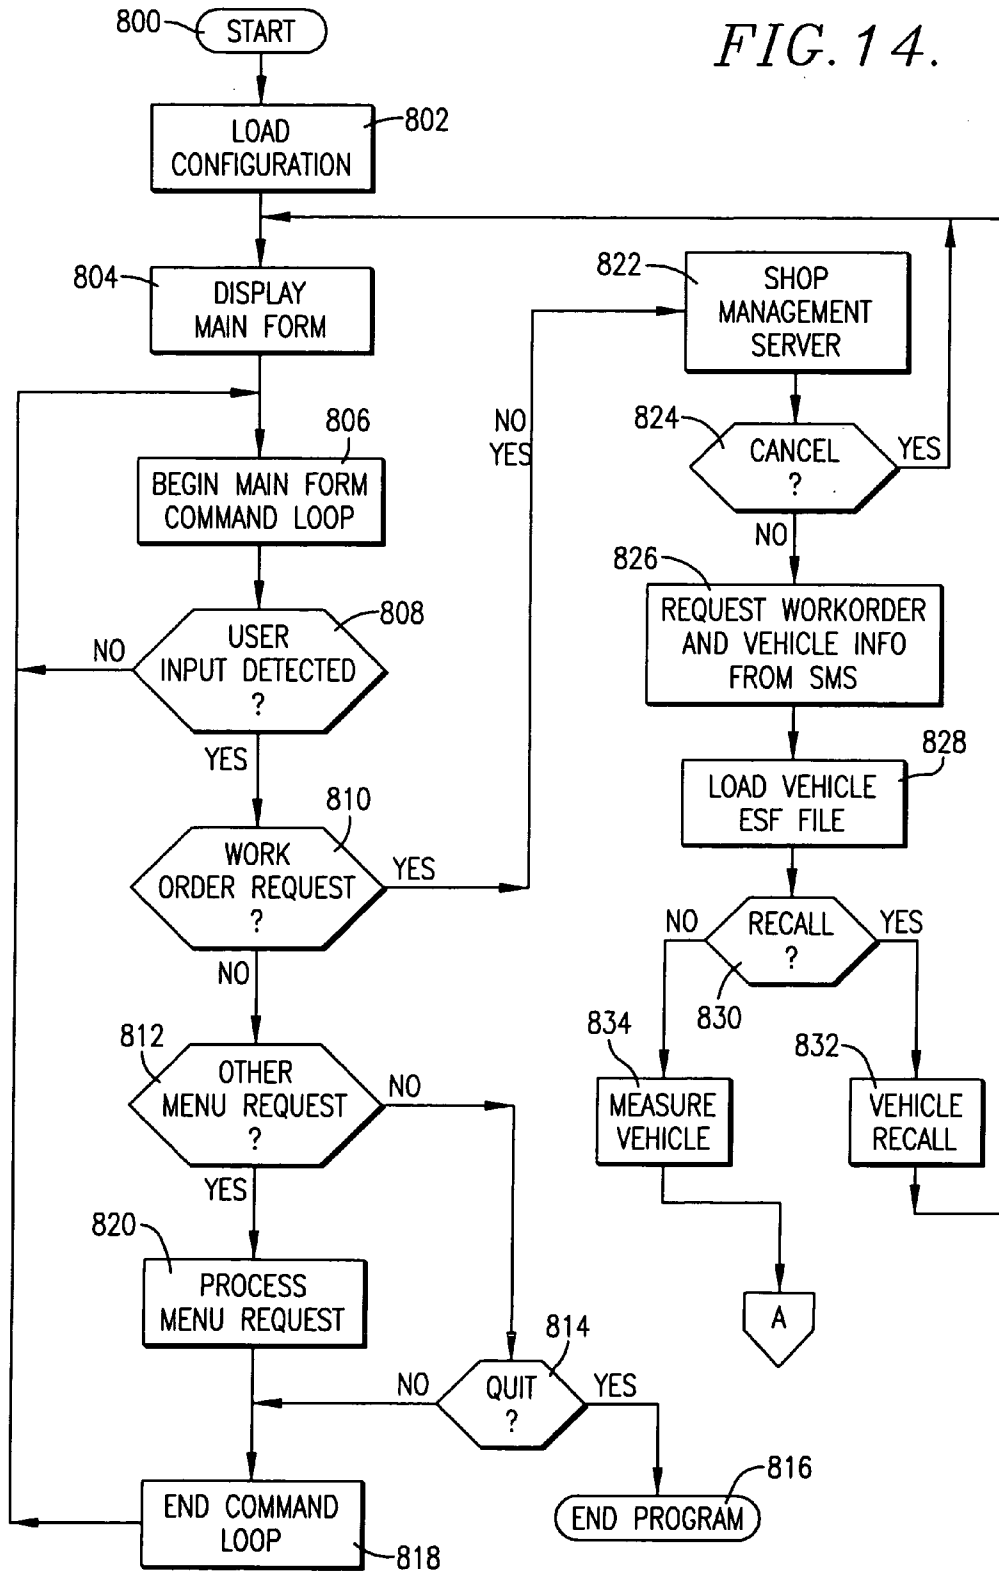 FIG. 14.
800
START
802
LOAD
CONFIGURATION
804
DISPLAY
MAIN FORM
806
BEGIN MAIN FORM
COMMAND LOOP
808
USER
INPUT DETECTED
?
NO
YES
810
WORK
ORDER REQUEST
?
YES
NO
812
OTHER
MENU REQUEST
?
NO
YES
820
PROCESS
MENU REQUEST
814
QUIT
?
NO
YES
816
END PROGRAM
END COMMAND
LOOP
818
NO
YES
822
SHOP
MANAGEMENT
SERVER
824
CANCEL
?
YES
NO
826
REQUEST WORKORDER
AND VEHICLE INFO
FROM SMS
828
LOAD VEHICLE
ESF FILE
RECALL
?
NO
YES
830
834
MEASURE
VEHICLE
832
VEHICLE
RECALL
A